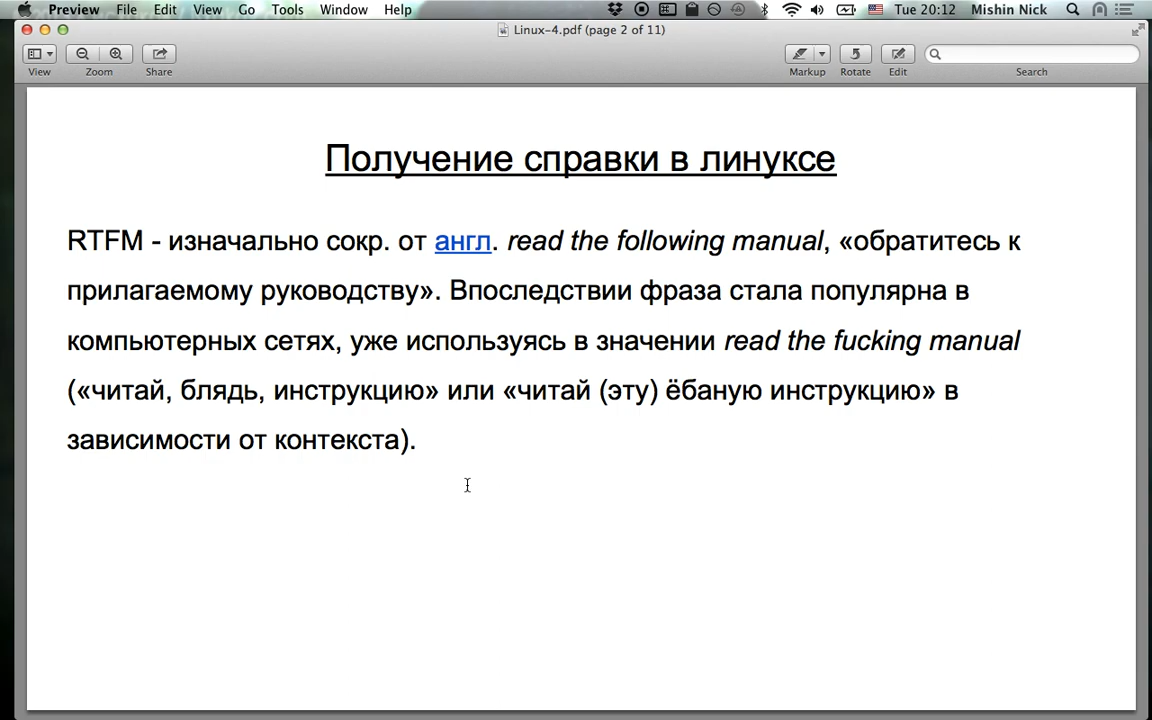 Preview File Edit View Go Tools Window Help Tue 20:12 Mishin Nick
Linux-4.pdf (page 2 of 11)
View Zoom Share Markup Rotate Edit Search
Получение справки в линуксе
RTFM - изначально сокр. от англ. read the following manual, «обратитесь к
прилагаемому руководству». Впоследствии фраза стала популярна в
компьютерных сетях, уже используясь в значении read the fucking manual
(«читай, блядь, инструкцию» или «читай (эту) ёбаную инструкцию» в
зависимости от контекста).